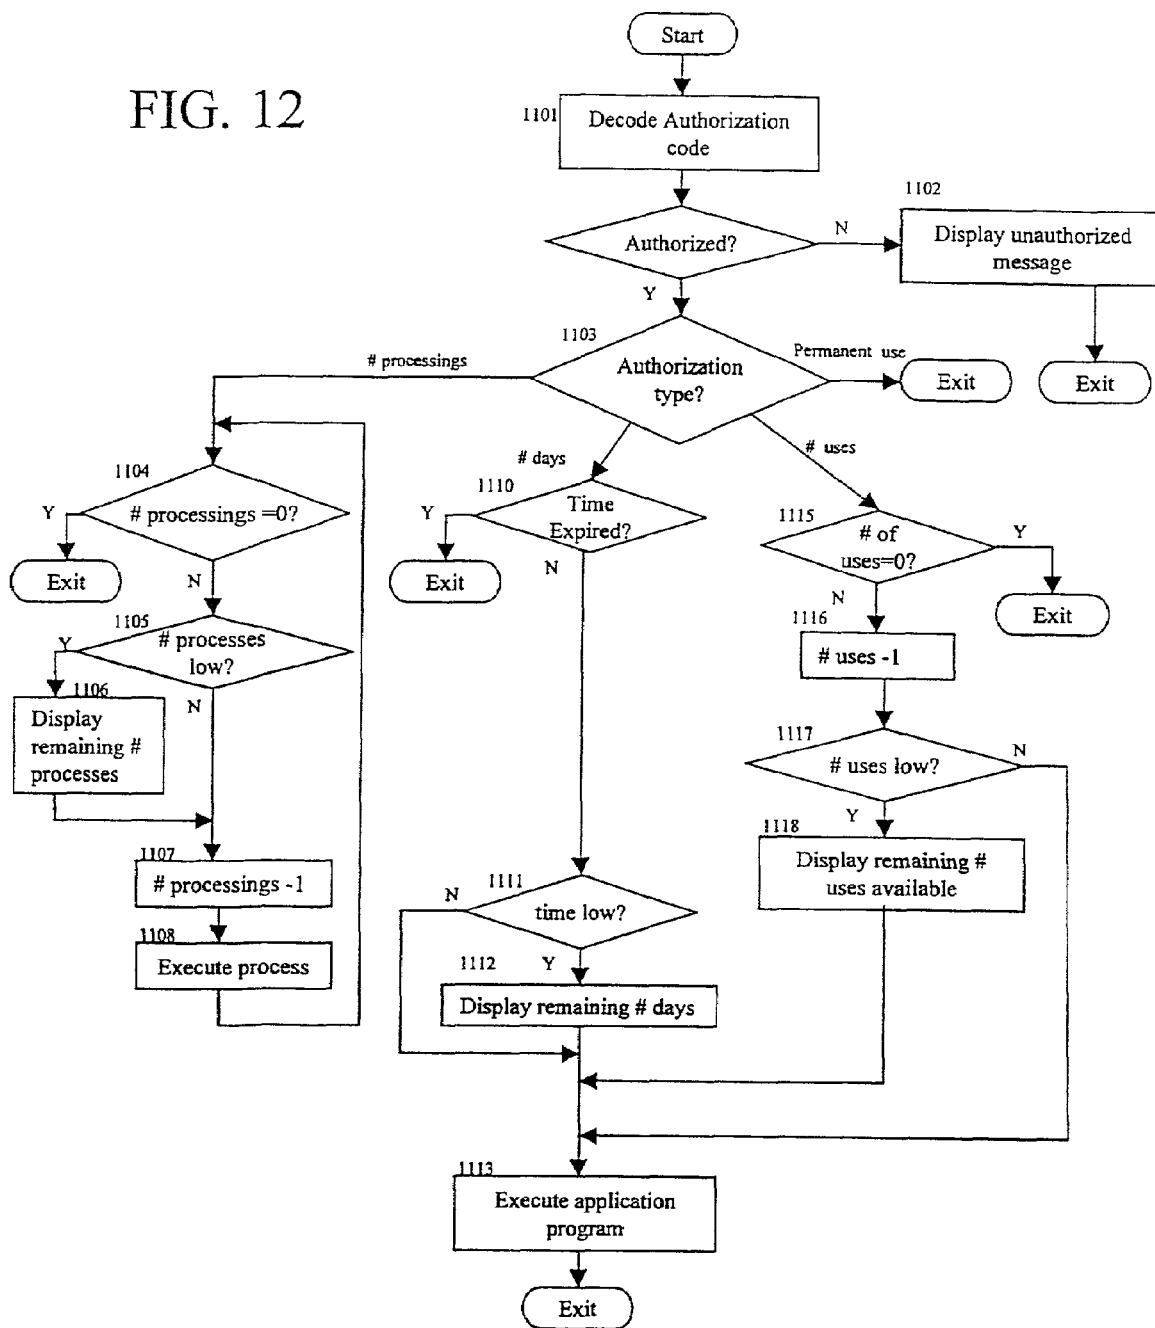 FIG. 12
Start
1101
Decode Authorization
code
1102
Authorized?
N
Display unauthorized
message
Y
1103
# processings
Authorization
type?
Permanent use
Exit
Exit
# days
# uses
1104
# processings =0?
Y
Exit
N
1110
Time
Expired?
Y
Exit
N
1115
# of
uses=0?
Y
Exit
N
1105
# processes
low?
Y
N
1106
Display
remaining #
processes
1116
# uses -1
1117
# uses low?
N
Y
1118
Display remaining #
uses available
1107
# processings -1
1108
Execute process
1111
time low?
N
Y
1112
Display remaining # days
1113
Execute application
program
Exit